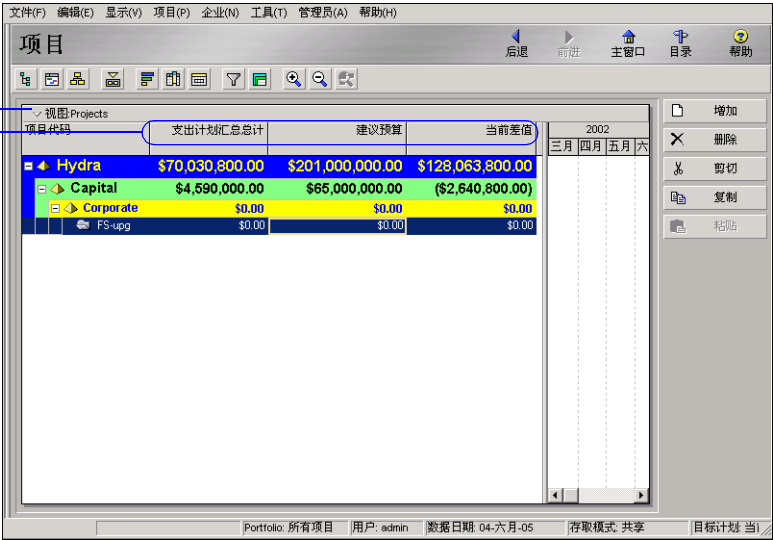 文件(F) 编辑(E) 显示(V) 项目(P) 企业(N) 工具(T) 管理员(A) 帮助(H)
项目
后退 前进 主窗口 目录 帮助
视图:Projects
项目代码 支出计划汇总总计 建议预算 当前差值 2002
三月 四月 五月 六
Hydra $70,030,800.00 $201,000,000.00 $128,063,800.00
Capital $4,590,000.00 $65,000,000.00 ($2,640,800.00)
Corporate $0.00 $0.00 $0.00
FS-upg $0.00 $0.00 $0.00
增加
删除
剪切
复制
粘贴
Portfolio: 所有项目 用户: admin 数据日期: 04-六月-05 存取模式: 共享 目标计划: 当前